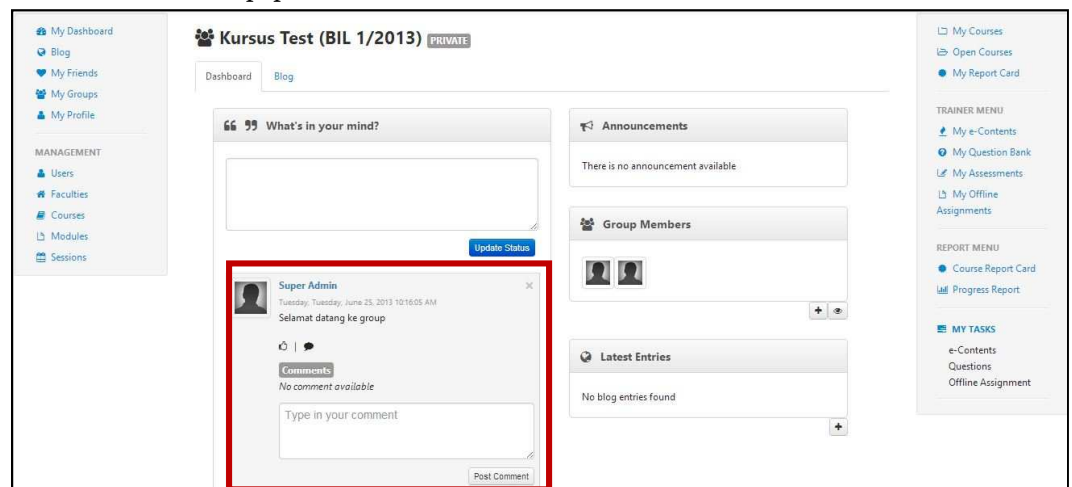 My Dashboard
Blog
My Friends
My Groups
My Profile
MANAGEMENT
Users
Faculties
Courses
Modules
Sessions
Kursus Test (BIL 1/2013) PRIVATE
Dashboard Blog
What's in your mind?
Update Status
Super Admin ×
Tuesday, Tuesday, June 25, 2013 10:16:05 AM
Selamat datang ke group
|
Comments
No comment available
Type in your comment
Post Comment
Announcements
There is no announcement available
Group Members
Latest Entries
No blog entries found
My Courses
Open Courses
My Report Card
TRAINER MENU
My e-Contents
My Question Bank
My Assessments
My Offline
Assignments
REPORT MENU
Course Report Card
Progress Report
MY TASKS
e-Contents
Questions
Offline Assignment